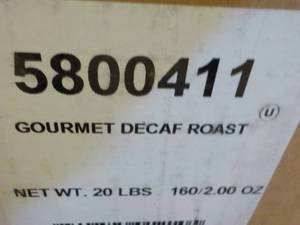 5800411
U
GOURMET DECAF ROAST
NET WT. 20 LBS 160/2.00 OZ